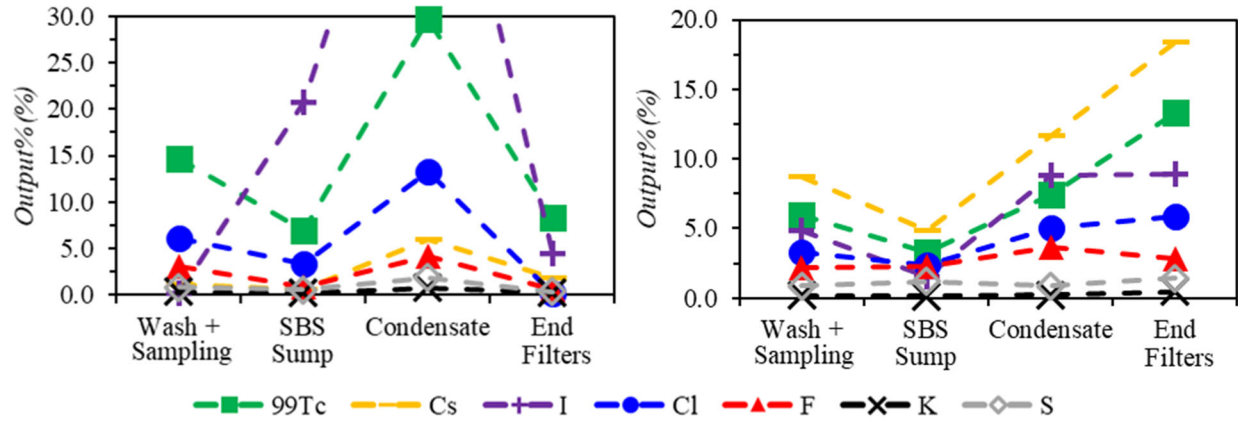 Output% (%)
30.0
25.0
20.0
15.0
10.0
5.0
0.0
Wash +
Sampling
SBS
Sump
Condensate
End
Filters
Output% (%)
20.0
15.0
10.0
5.0
0.0
Wash +
Sampling
SBS
Sump
Condensate
End
Filters
99Tc
Cs
I
Cl
F
K
S